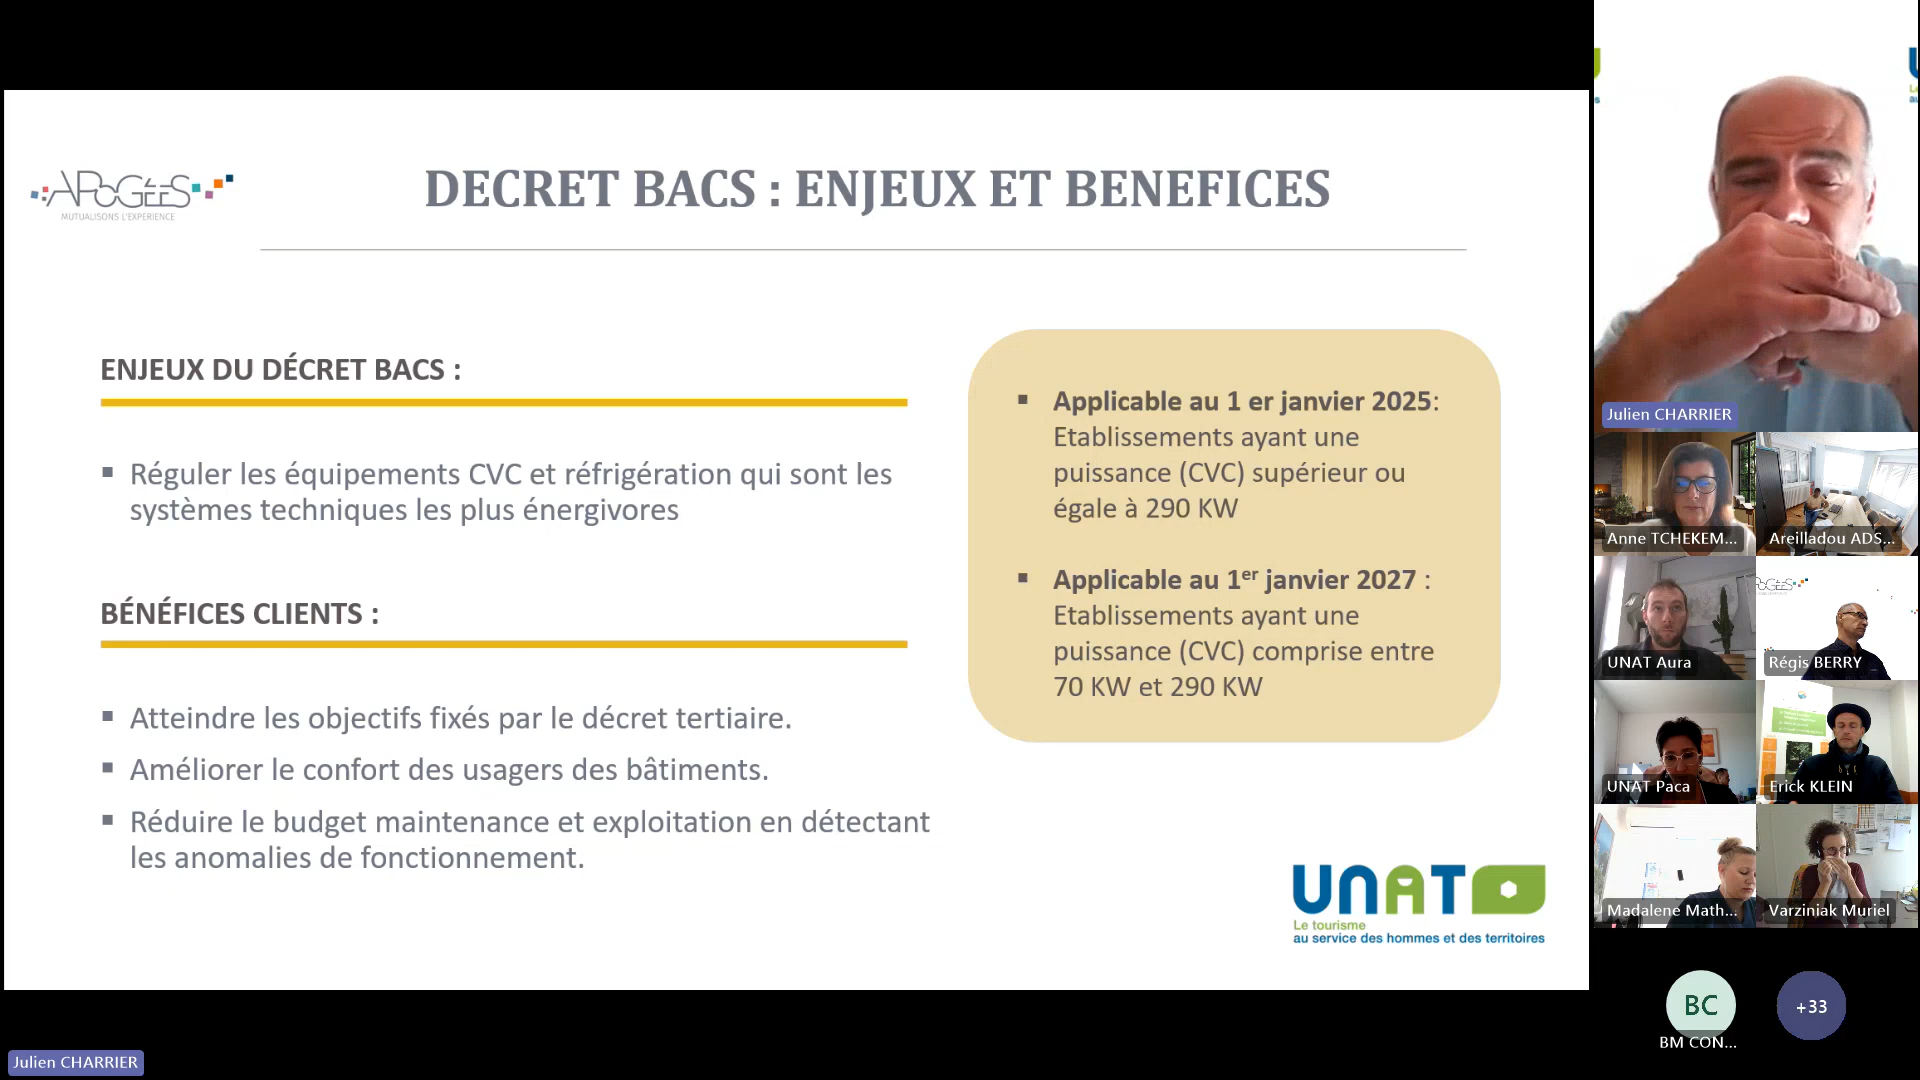 APOGÉES
MUTUALISONS L'EXPERIENCE
DECRET BACS : ENJEUX ET BENEFICES
ENJEUX DU DÉCRET BACS :
▪ Réguler les équipements CVC et réfrigération qui sont les
systèmes techniques les plus énergivores
BÉNÉFICES CLIENTS :
▪ Atteindre les objectifs fixés par le décret tertiaire.
▪ Améliorer le confort des usagers des bâtiments.
▪ Réduire le budget maintenance et exploitation en détectant
les anomalies de fonctionnement.
▪ Applicable au 1 er janvier 2025:
Etablissements ayant une
puissance (CVC) supérieur ou
égale à 290 KW
▪ Applicable au 1er janvier 2027 :
Etablissements ayant une
puissance (CVC) comprise entre
70 KW et 290 KW
UNAT
Le tourisme
au service des hommes et des territoires
Julien CHARRIER
Julien CHARRIER
Anne TCHEKEM...
Areilladou ADS...
UNAT Aura
Régis BERRY
UNAT Paca
Erick KLEIN
Madalene Math...
Varziniak Muriel
BC
BM CON...
+33